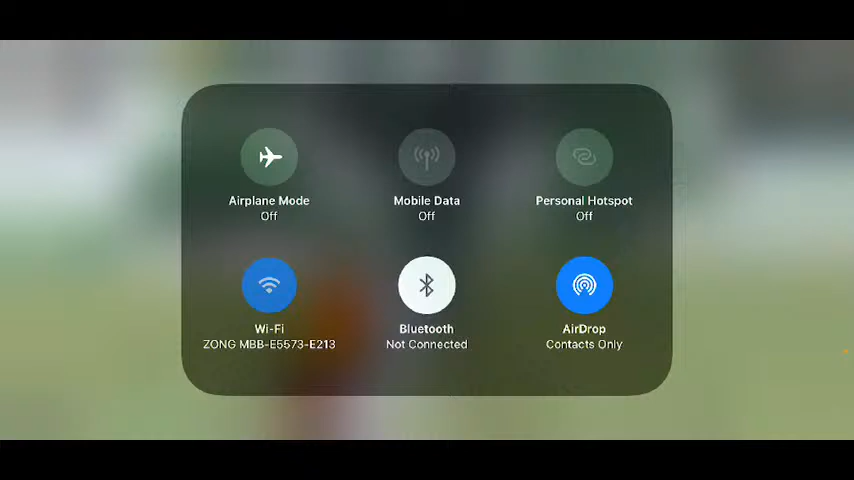 Airplane Mode
Off
Mobile Data
Off
Personal Hotspot
Off
Wi-Fi
ZONG MBB-E5573-E213
Bluetooth
Not Connected
AirDrop
Contacts Only